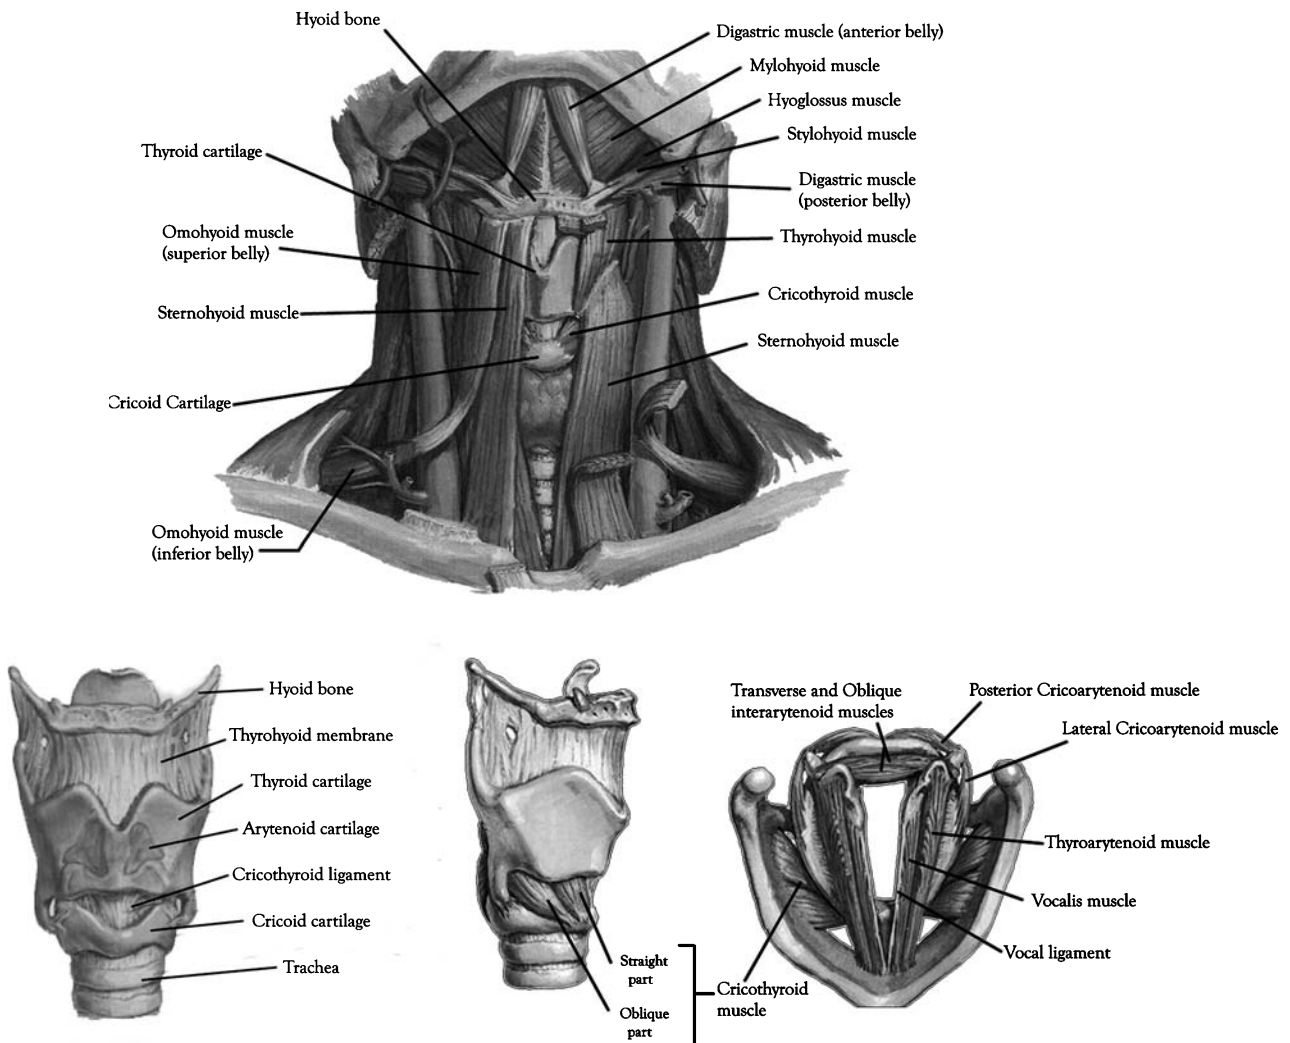 Hyoid bone
Digastric muscle (anterior belly)
Mylohyoid muscle
Hyoglossus muscle
Stylohyoid muscle
Thyroid cartilage
Digastric muscle
(posterior belly)
Omohyoid muscle
(superior belly)
Thyrohyoid muscle
Cricothyroid muscle
Sternohyoid muscle
Sternohyoid muscle
Cricoid Cartilage
Omohyoid muscle
(inferior belly)
Hyoid bone
Thyrohyoid membrane
Thyroid cartilage
Arytenoid cartilage
Cricothyroid ligament
Cricoid cartilage
Trachea
Straight
part
Oblique
part
Cricothyroid
muscle
Transverse and Oblique
interarytenoid muscles
Posterior Cricoarytenoid muscle
Lateral Cricoarytenoid muscle
Thyroarytenoid muscle
Vocalis muscle
Vocal ligament